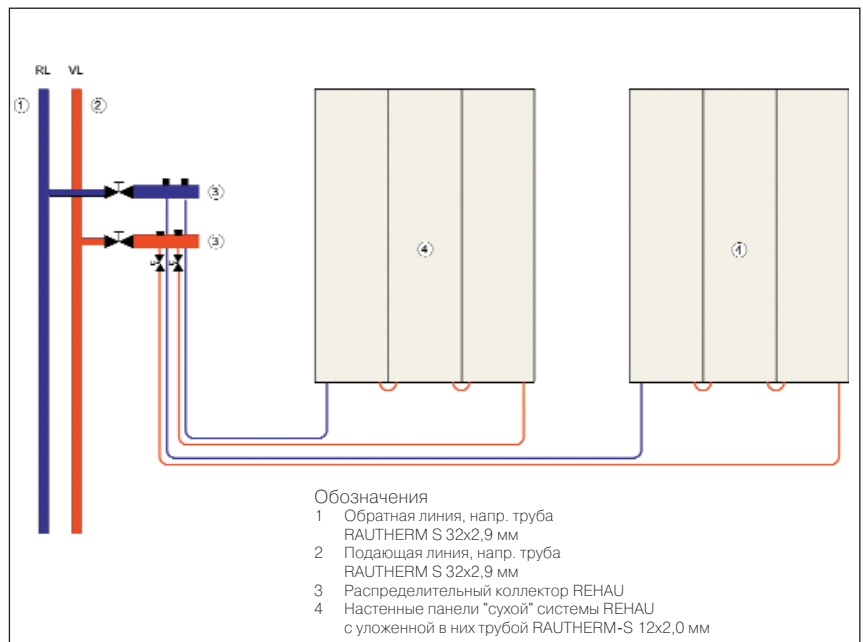 RL VL
① ②
③
③
④ ④
Обозначения
1 Обратная линия, напр. труба
RAUTHERM S 32x2,9 мм
2 Подающая линия, напр. труба
RAUTHERM S 32x2,9 мм
3 Распределительный коллектор REHAU
4 Настенные панели "сухой" системы REHAU
с уложенной в них трубой RAUTHERM-S 12x2,0 мм